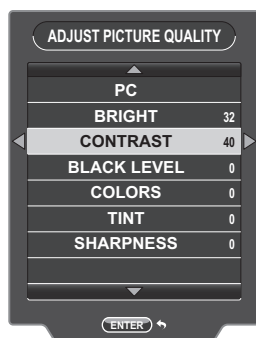 ADJUST PICTURE QUALITY
PC
BRIGHT 32
CONTRAST 40
BLACK LEVEL 0
COLORS 0
TINT 0
SHARPNESS 0
ENTER